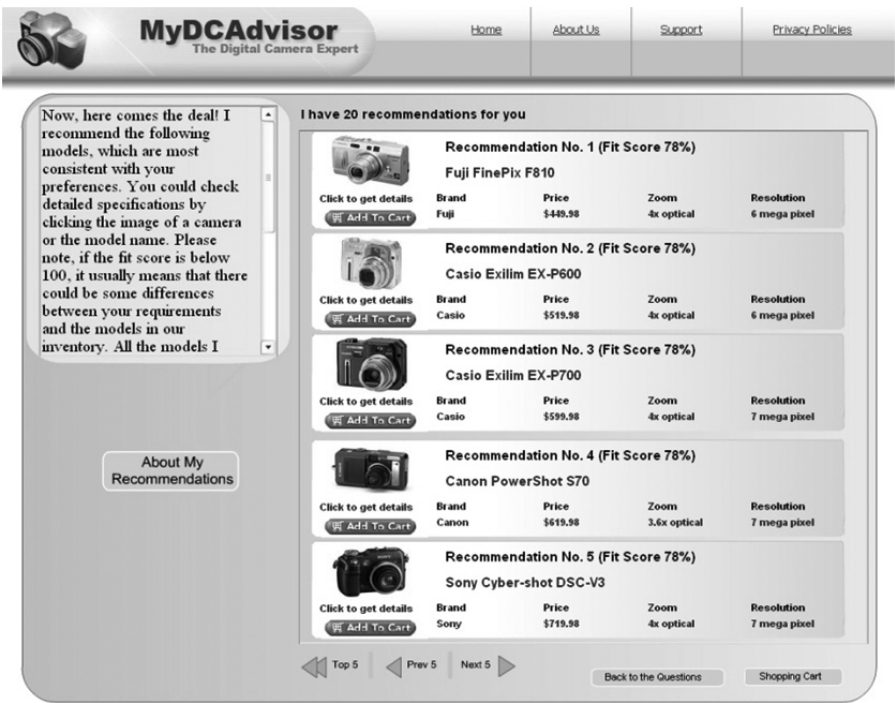 MyDCAdvisor
The Digital Camera Expert
Home
About Us
Support
Privacy Policies
Now, here comes the deal! I
recommend the following
models, which are most
consistent with your
preferences. You could check
detailed specifications by
clicking the image of a camera
or the model name. Please
note, if the fit score is below
100, it usually means that there
could be some differences
between your requirements
and the models in our
inventory. All the models I
About My
Recommendations
I have 20 recommendations for you
Recommendation No. 1 (Fit Score 78%)
Fuji FinePix F810
Click to get details Brand Price Zoom Resolution
Add To Cart Fuji $449.98 4x optical 6 mega pixel
Recommendation No. 2 (Fit Score 78%)
Casio Exilim EX-P600
Click to get details Brand Price Zoom Resolution
Add To Cart Casio $519.98 4x optical 6 mega pixel
Recommendation No. 3 (Fit Score 78%)
Casio Exilim EX-P700
Click to get details Brand Price Zoom Resolution
Add To Cart Casio $599.98 4x optical 7 mega pixel
Recommendation No. 4 (Fit Score 78%)
Canon PowerShot S70
Click to get details Brand Price Zoom Resolution
Add To Cart Canon $619.98 3.6x optical 7 mega pixel
Recommendation No. 5 (Fit Score 78%)
Sony Cyber-shot DSC-V3
Click to get details Brand Price Zoom Resolution
Add To Cart Sony $719.98 4x optical 7 mega pixel
Top 5 Prev 5 Next 5
Back to the Questions Shopping Cart